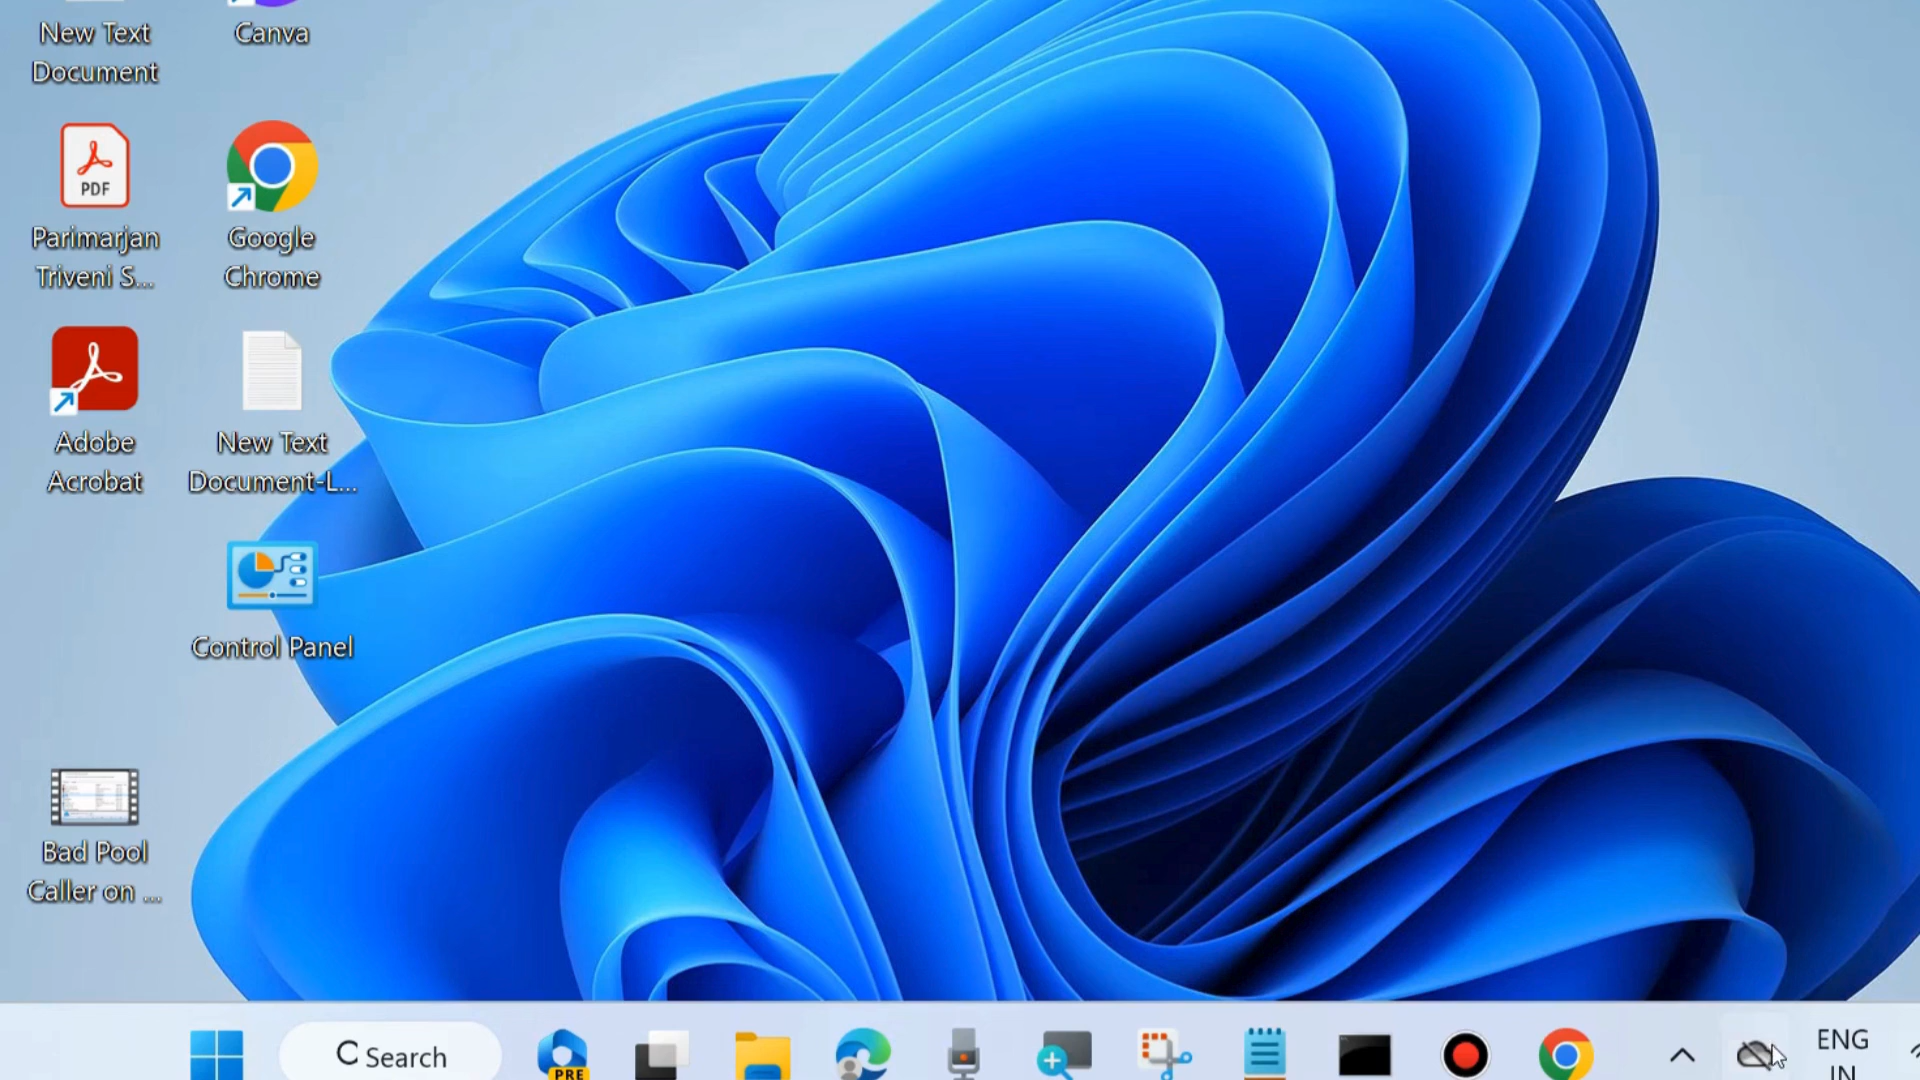 New Text
Document
Canva
PDF
Parimarjan
Triveni S...
Google
Chrome
Adobe
Acrobat
New Text
Document-L...
Control Panel
Bad Pool
Caller on ...
Search
PRE
ENG
IN